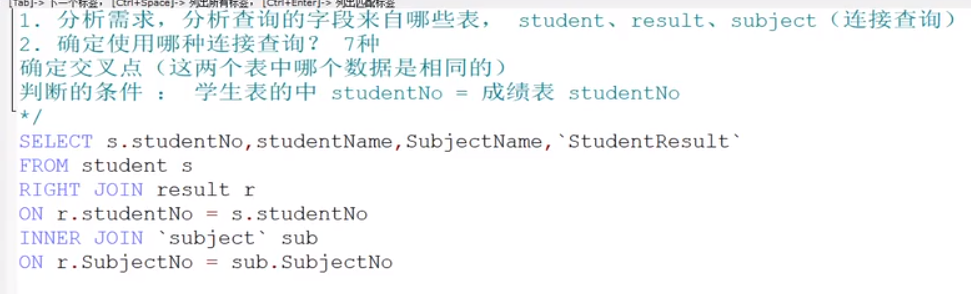 [Tab]-> 下一个标签, [Ctrl+Space]-> 列出所有标签, [Ctrl+Enter]-> 列出匹配标签
1. 分析需求，分析查询的字段来自哪些表， student、result、subject（连接查询）
2. 确定使用哪种连接查询？ 7种
确定交叉点（这两个表中哪个数据是相同的）
判断的条件 ： 学生表的中 studentNo = 成绩表 studentNo
*/
SELECT s.studentNo,studentName,SubjectName,`StudentResult`
FROM student s
RIGHT JOIN result r
ON r.studentNo = s.studentNo
INNER JOIN `subject` sub
ON r.SubjectNo = sub.SubjectNo